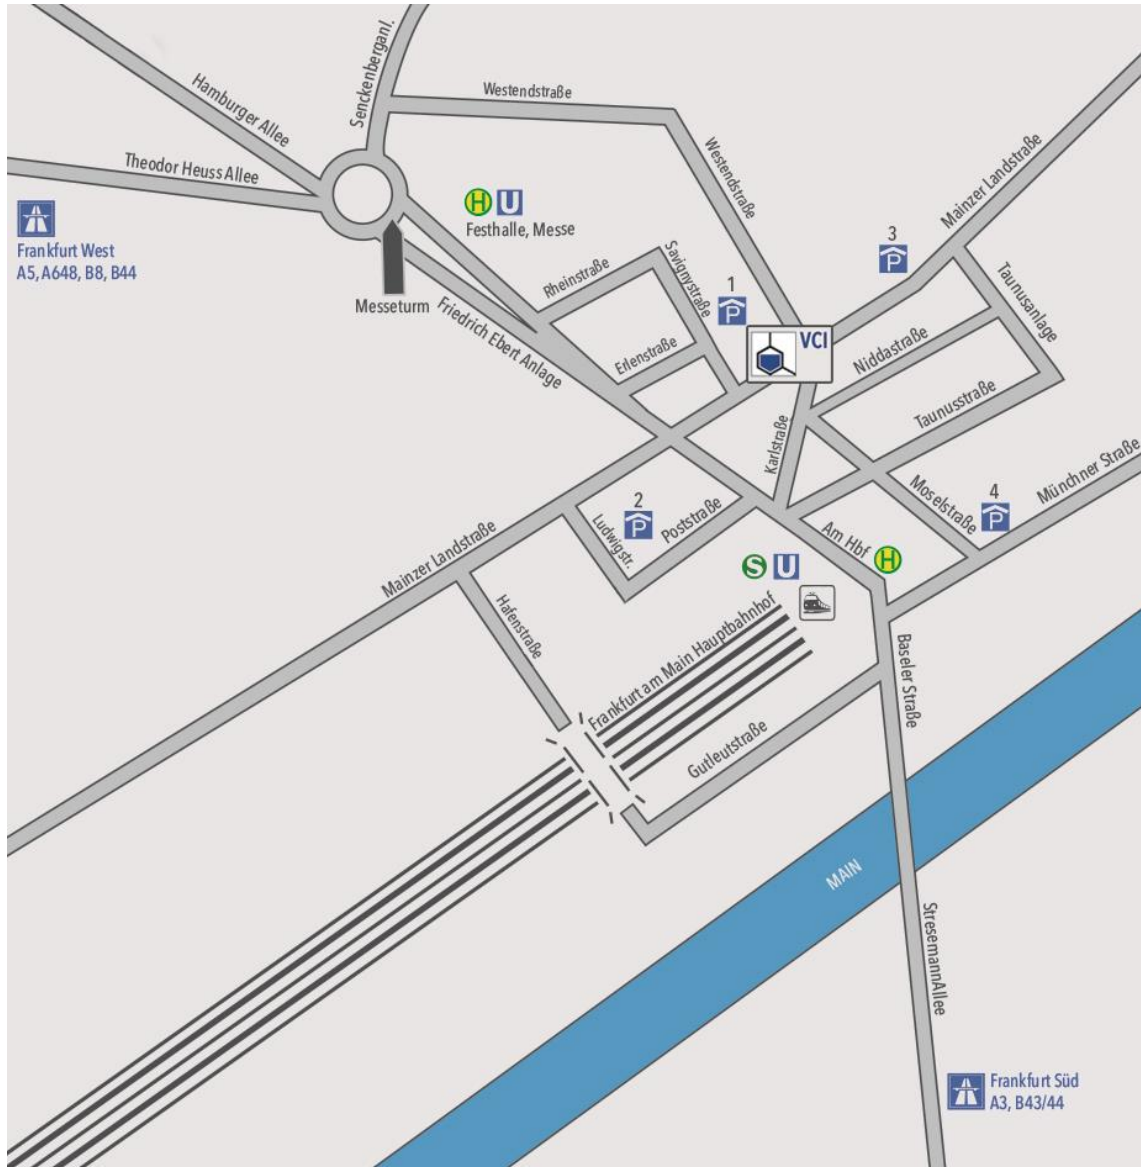 Senckenberganl.
Hamburger Allee
Westendstraße
Theodor Heuss Allee
Westendstraße
Mainzer Landstraße
H U
Festhalle, Messe
Frankfurt West
A5, A648, B8, B44
3
P
Messeturm
Rheinstraße
Savignystraße
1
P
Taunusanlage
Friedrich Ebert Anlage
VCI
Erlenstraße
Niddastraße
Taunusstraße
Karlstraße
Mainzer Landstraße
2
P
Ludwigstr.
Poststraße
Moselstraße
4
P
Münchner Straße
Am Hbf
H
S U
Hafenstraße
Frankfurt am Main Hauptbahnhof
Baseler Straße
Gutleutstraße
MAIN
StresemannAllee
Frankfurt Süd
A3, B43/44